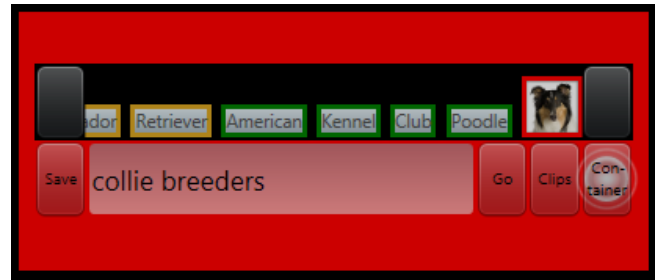 ador Retriever American Kennel Club Poodle
Save collie breeders Go Clips Con-
tainer